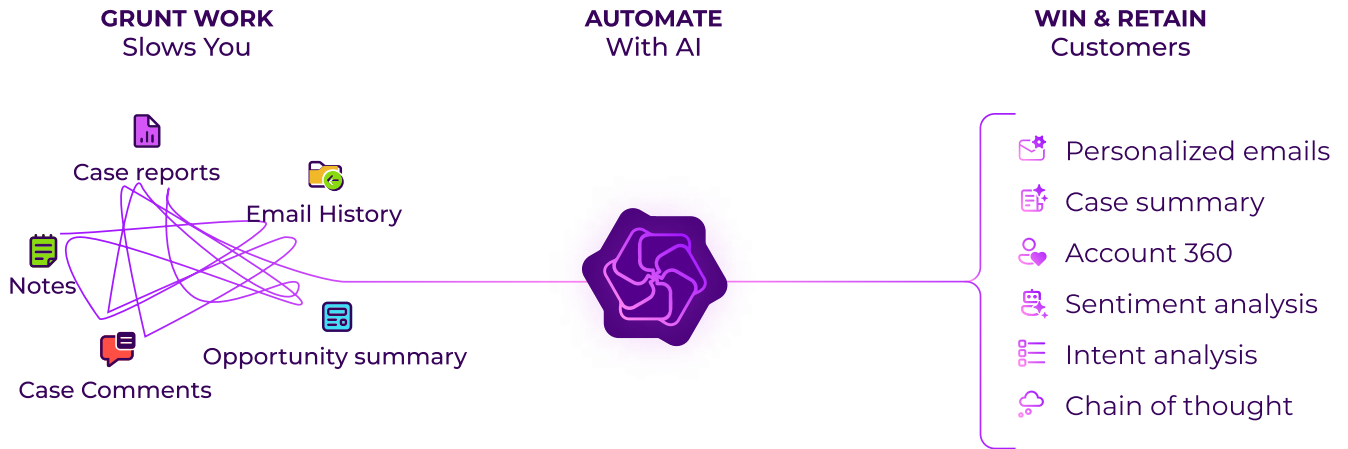 GRUNT WORK
Slows You
AUTOMATE
With AI
WIN & RETAIN
Customers
Case reports
Email History
Notes
Opportunity summary
Case Comments
Personalized emails
Case summary
Account 360
Sentiment analysis
Intent analysis
Chain of thought